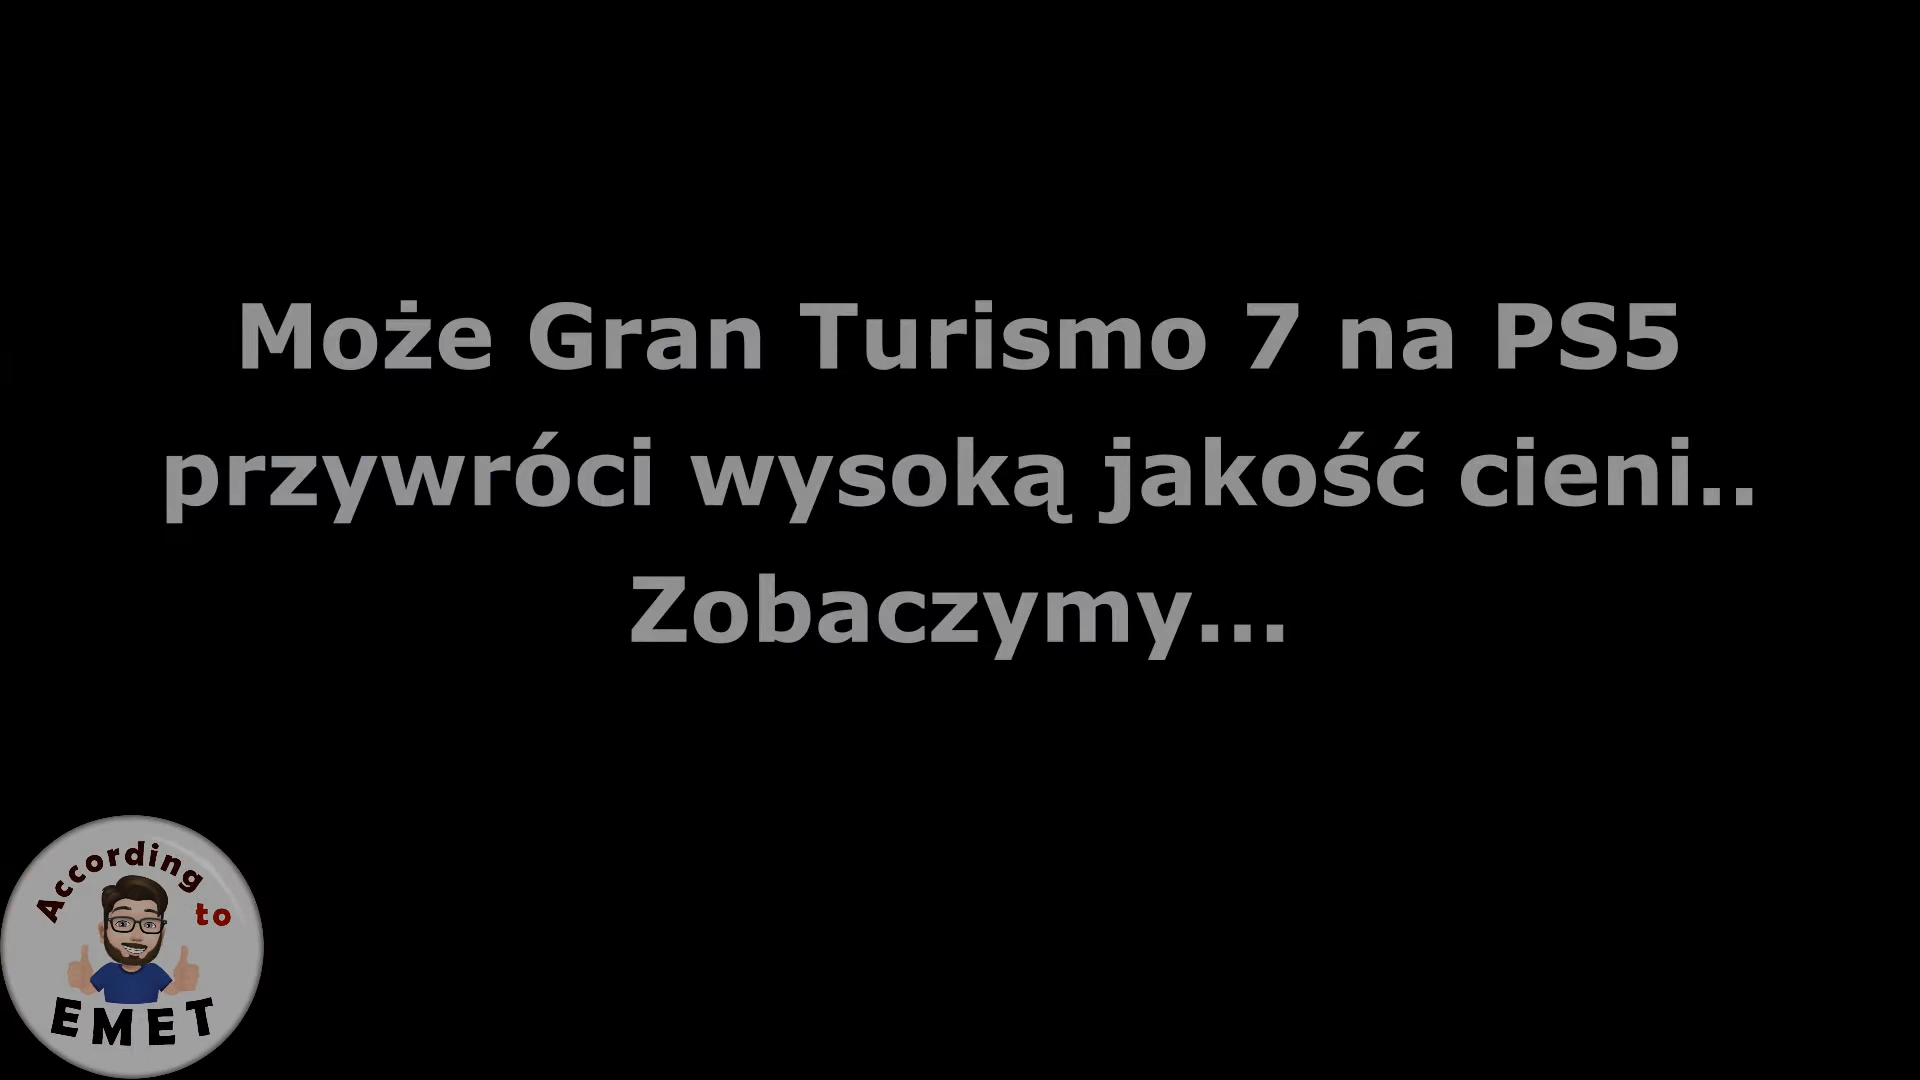 Może Gran Turismo 7 na PS5
przywróci wysoką jakość cieni..
Zobaczymy...
According to
EMET